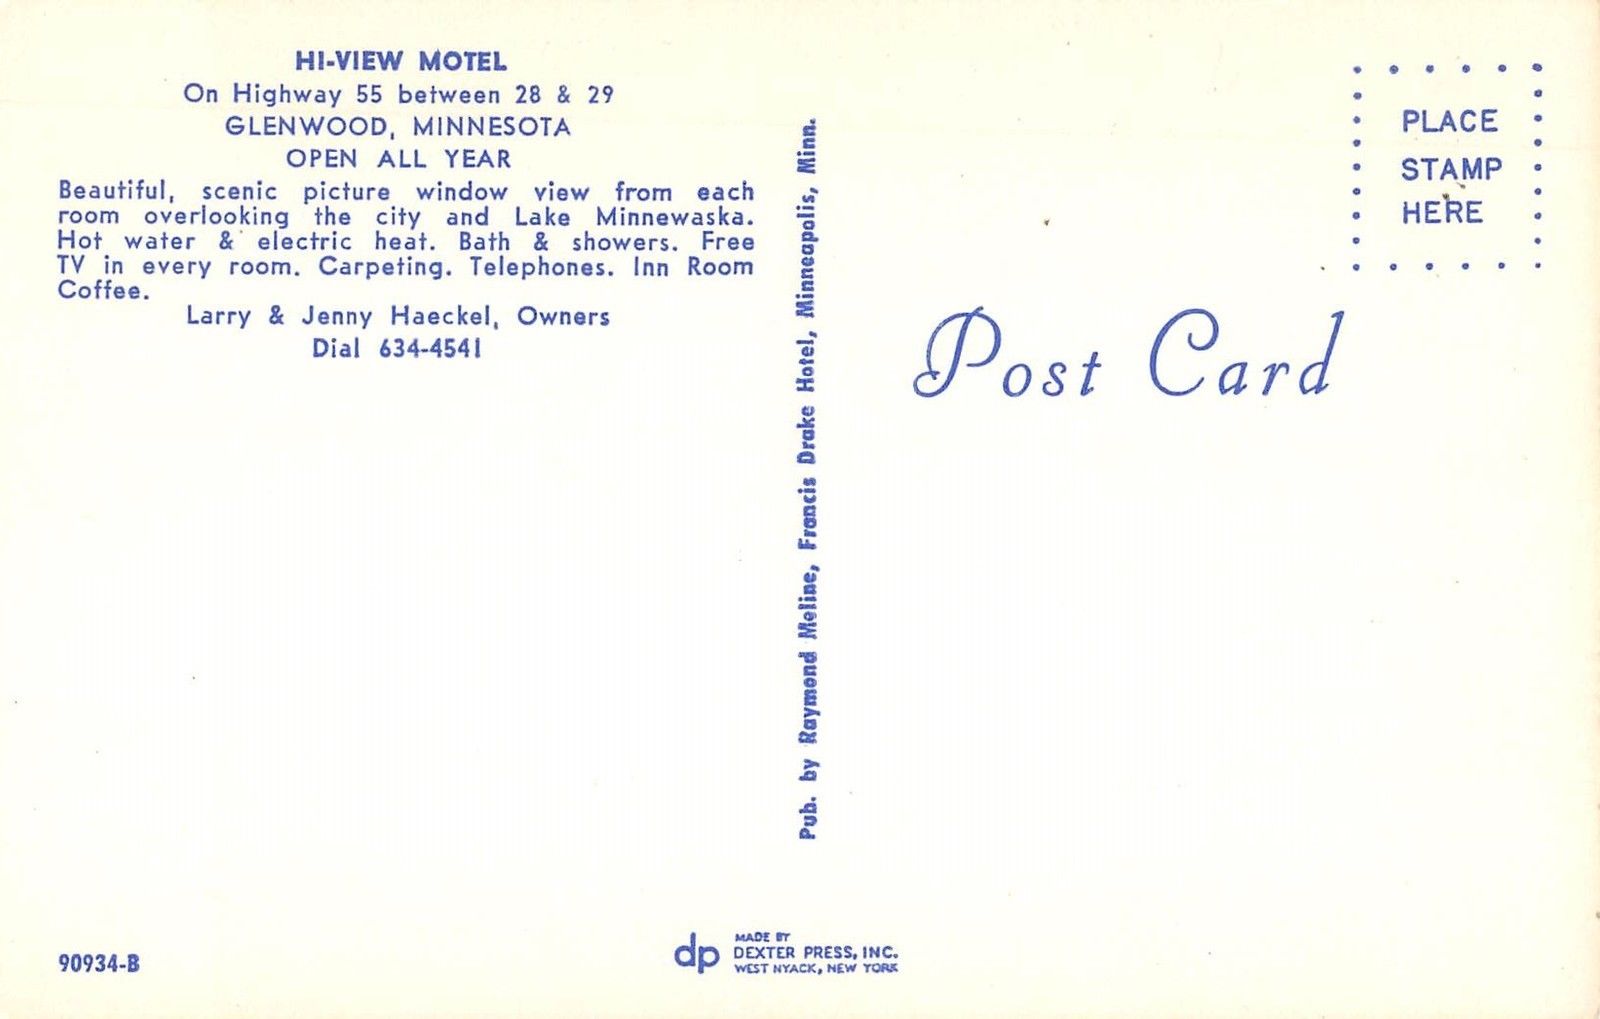 HI-VIEW MOTEL
On Highway 55 between 28 & 29
GLENWOOD, MINNESOTA
OPEN ALL YEAR
Beautiful, scenic picture window view from each
room overlooking the city and Lake Minnewaska.
Hot water & electric heat. Bath & showers. Free
TV in every room. Carpeting. Telephones. Inn Room
Coffee.
Larry & Jenny Haeckel, Owners
Dial 634-4541
90934-B
Pub. by Raymond Meline, Francis Drake Hotel, Minneapolis, Minn.
dp
MADE BY
DEXTER PRESS, INC.
WEST NYACK, NEW YORK
PLACE
STAMP
HERE
Post Card